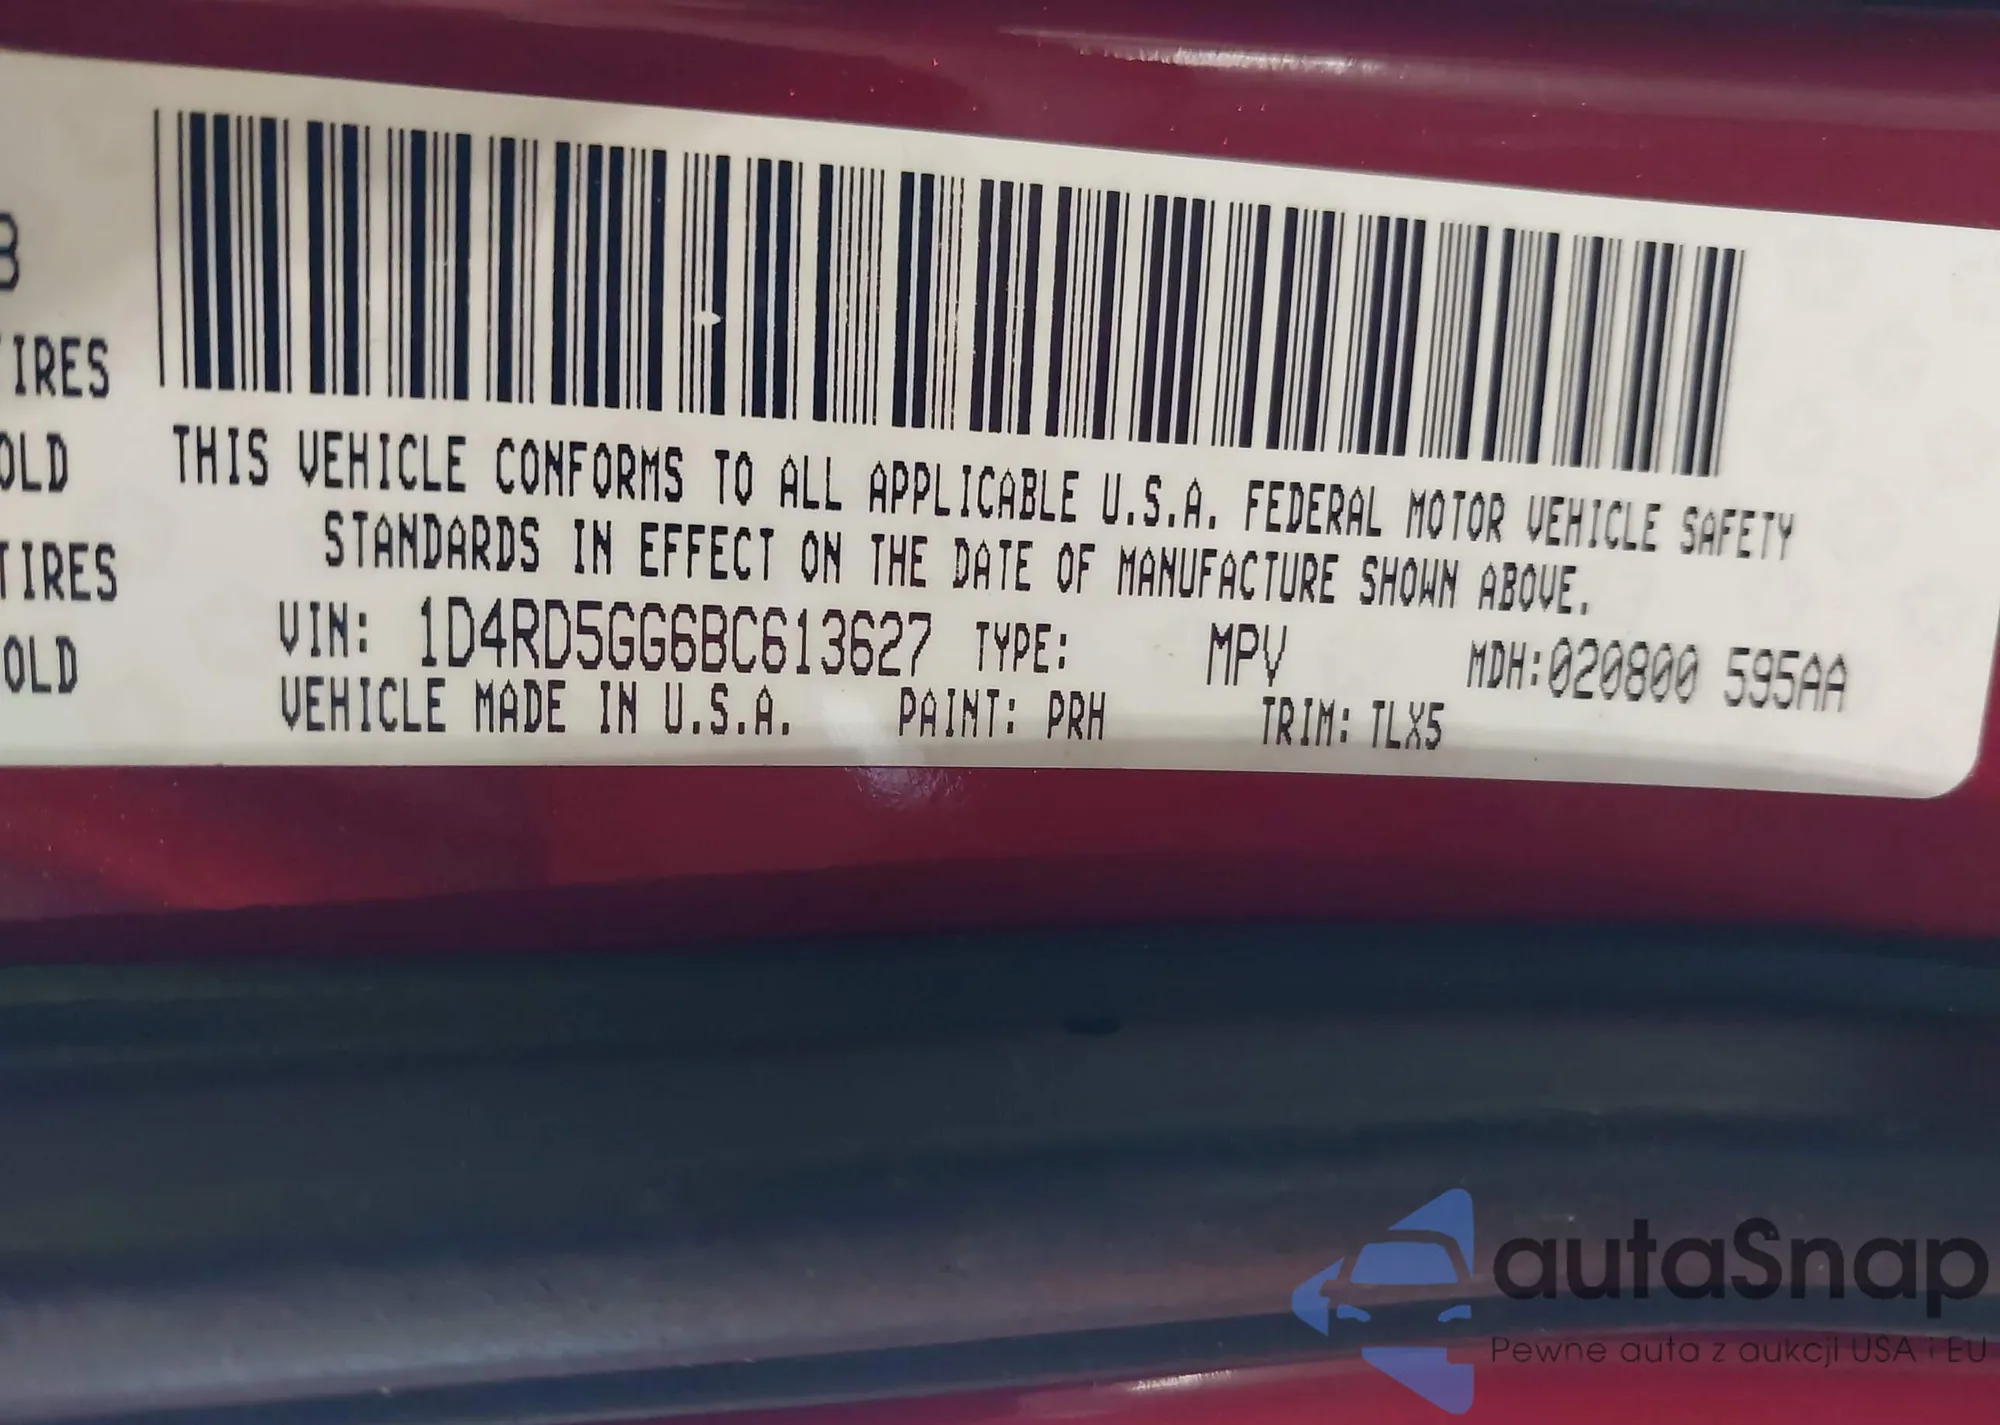 B
TIRES
OLD
TIRES
OLD
THIS VEHICLE CONFORMS TO ALL APPLICABLE U.S.A. FEDERAL MOTOR VEHICLE SAFETY
STANDARDS IN EFFECT ON THE DATE OF MANUFACTURE SHOWN ABOVE.
VIN: 1D4RD5GG6BC613627 TYPE: MPV MDH:020800 595AA
VEHICLE MADE IN U.S.A. PAINT: PRH TRIM: TLX5
autaSnap
Pewne auta z aukcji USA i EU